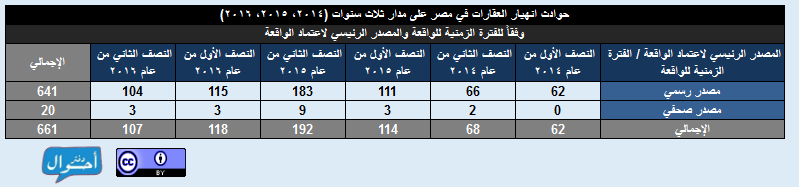 حوادث انهيار العقارات في مصر على مدار ثلاث سنوات (٢٠١٤، ٢٠١٥، ٢٠١٦)
وفقاً للفترة الزمنية للواقعة والمصدر الرئيسي لاعتماد الواقعة
المصدر الرئيسي لاعتماد الواقعة / الفترة الزمنية للواقعة | النصف الأول من عام ٢٠١٤ | النصف الثاني من عام ٢٠١٤ | النصف الأول من عام ٢٠١٥ | النصف الثاني من عام ٢٠١٥ | النصف الأول من عام ٢٠١٦ | النصف الثاني من عام ٢٠١٦ | الإجمالي
مصدر رسمي | 62 | 66 | 111 | 183 | 115 | 104 | 641
مصدر صحفي | 0 | 2 | 3 | 9 | 3 | 3 | 20
الإجمالي | 62 | 68 | 114 | 192 | 118 | 107 | 661
دفتر أحوال
cc
BY